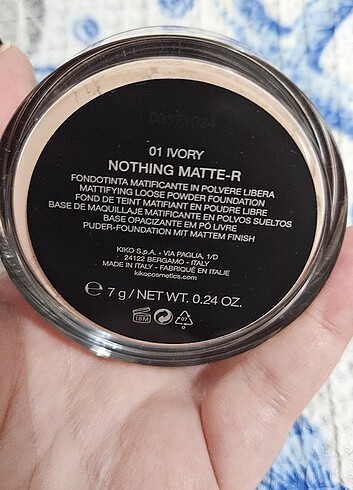 00171024
01 IVORY
NOTHING MATTE-R
FONDOTINTA MATIFICANTE IN POLVERE LIBERA
MATTIFYING LOOSE POWDER FOUNDATION
FOND DE TEINT MATIFIANT EN POUDRE LIBRE
BASE DE MAQUILLAJE MATIFICANTE EN POLVOS SUELTOS
BASE OPACIZANTE EM PÓ LIVRE
PUDER-FOUNDATION MIT MATTEM FINISH
KIKO S.p.A. - VIA PAGLIA, 1/D
24122 BERGAMO - ITALY
MADE IN ITALY - FABRIQUÉ EN ITALIE
kikocosmetics.com
℮ 7 g / NET WT. 0.24 OZ.
18M 07